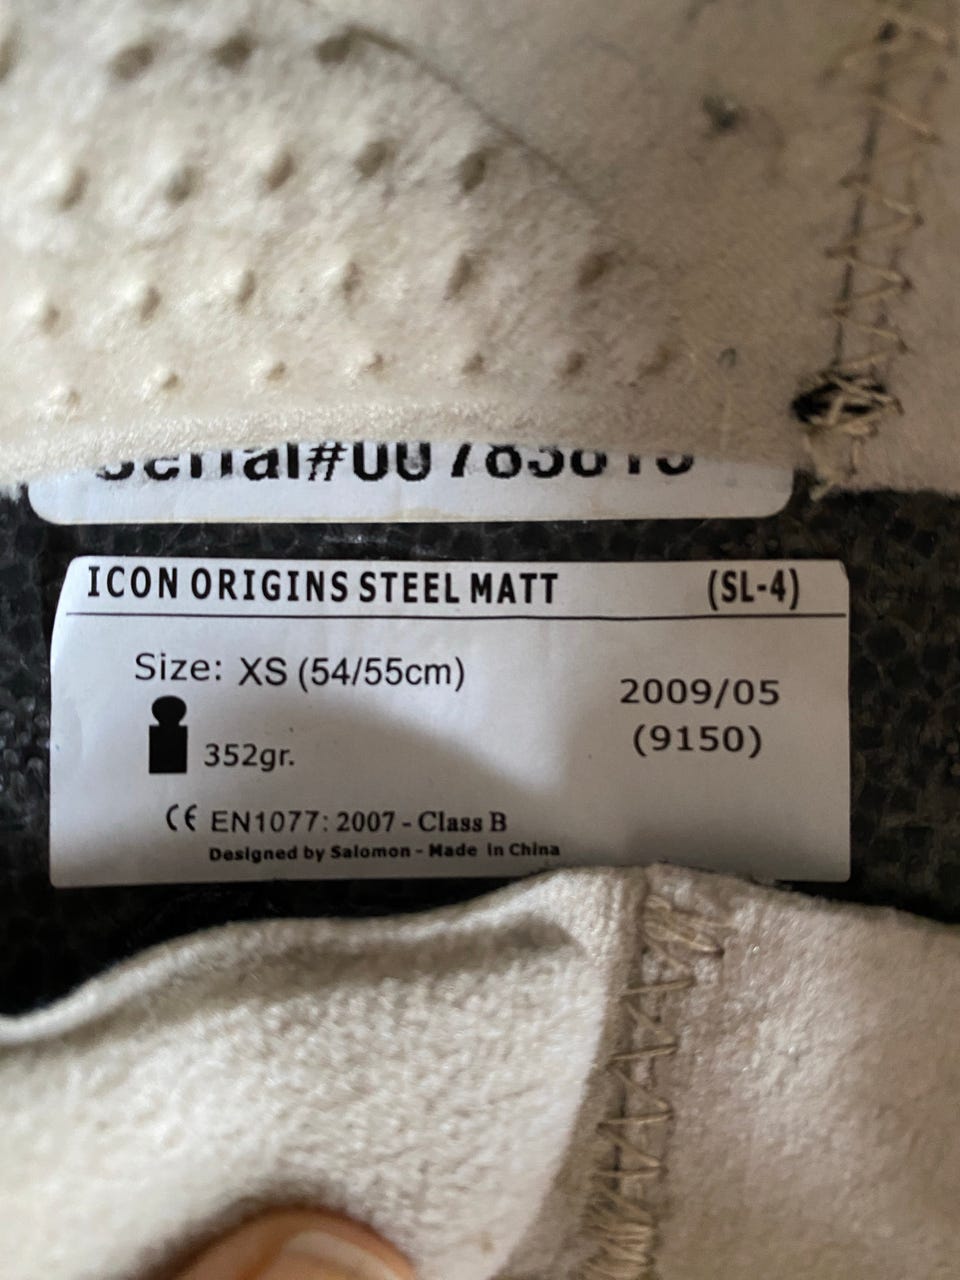 ICON ORIGINS STEEL MATT (SL-4)
Size: XS (54/55cm)
2009/05
352gr.
(9150)
CE EN1077: 2007 - Class B
Designed by Salomon - Made in China